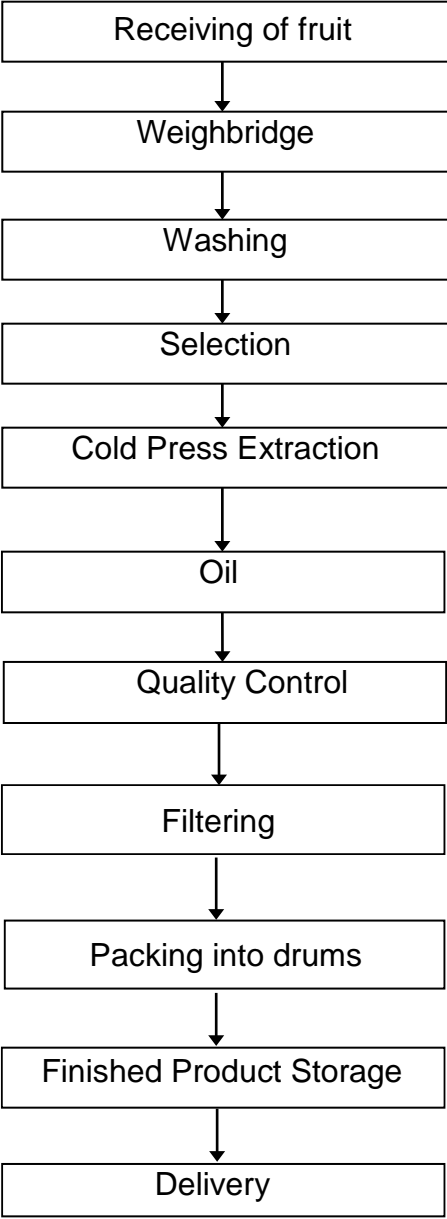 Receiving of fruit
Weighbridge
Washing
Selection
Cold Press Extraction
Oil
Quality Control
Filtering
Packing into drums
Finished Product Storage
Delivery